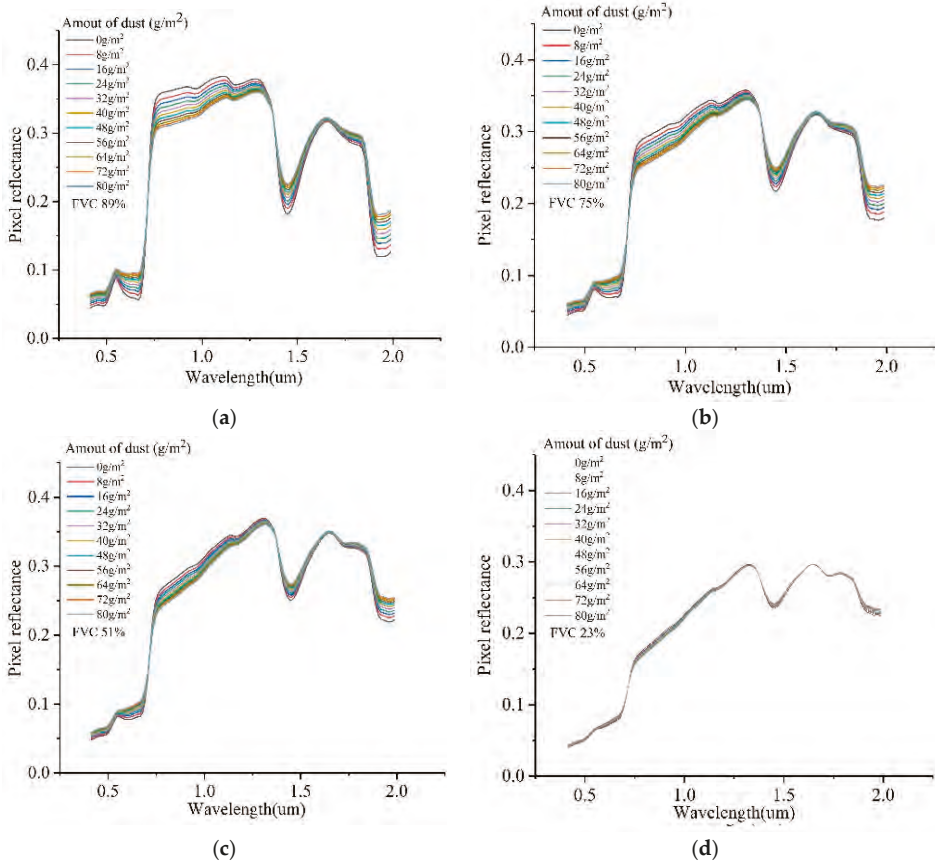 Amout of dust (g/m²)
0g/m²
8g/m²
16g/m²
24g/m²
32g/m²
40g/m²
48g/m²
56g/m²
64g/m²
72g/m²
80g/m²
FVC 89%
Pixel reflectance
0.4
0.3
0.2
0.1
0.0
0.5 1.0 1.5 2.0
Wavelength(um)
(a)
Amout of dust (g/m²)
0g/m²
8g/m²
16g/m²
24g/m²
32g/m²
40g/m²
48g/m²
56g/m²
64g/m²
72g/m²
80g/m²
FVC 75%
Pixel reflectance
0.4
0.3
0.2
0.1
0.0
0.5 1.0 1.5 2.0
Wavelength(um)
(b)
Amout of dust (g/m²)
0g/m²
8g/m²
16g/m²
24g/m²
32g/m²
40g/m²
48g/m²
56g/m²
64g/m²
72g/m²
80g/m²
FVC 51%
Pixel reflectance
0.4
0.3
0.2
0.1
0.0
0.5 1.0 1.5 2.0
Wavelength(um)
(c)
Amout of dust (g/m²)
0g/m²
8g/m²
16g/m²
24g/m²
32g/m²
40g/m²
48g/m²
56g/m²
64g/m²
72g/m²
80g/m²
FVC 23%
Pixel reflectance
0.4
0.3
0.2
0.1
0.0
0.5 1.0 1.5 2.0
Wavelength(um)
(d)